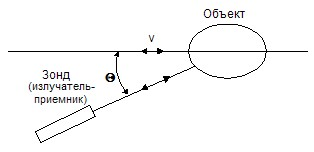 Объект
v
Θ
Зонд
(излучатель-
приемник)